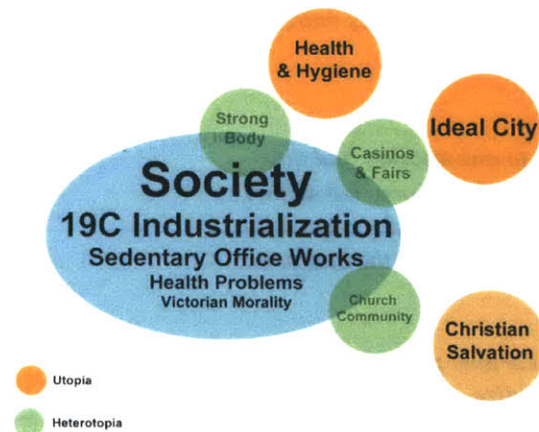 Health
& Hygiene
Strong
Body
Ideal City
Casinos
& Fairs
Society
19C Industrialization
Sedentary Office Works
Health Problems
Victorian Morality
Church
Community
Christian
Salvation
Utopia
Heterotopia